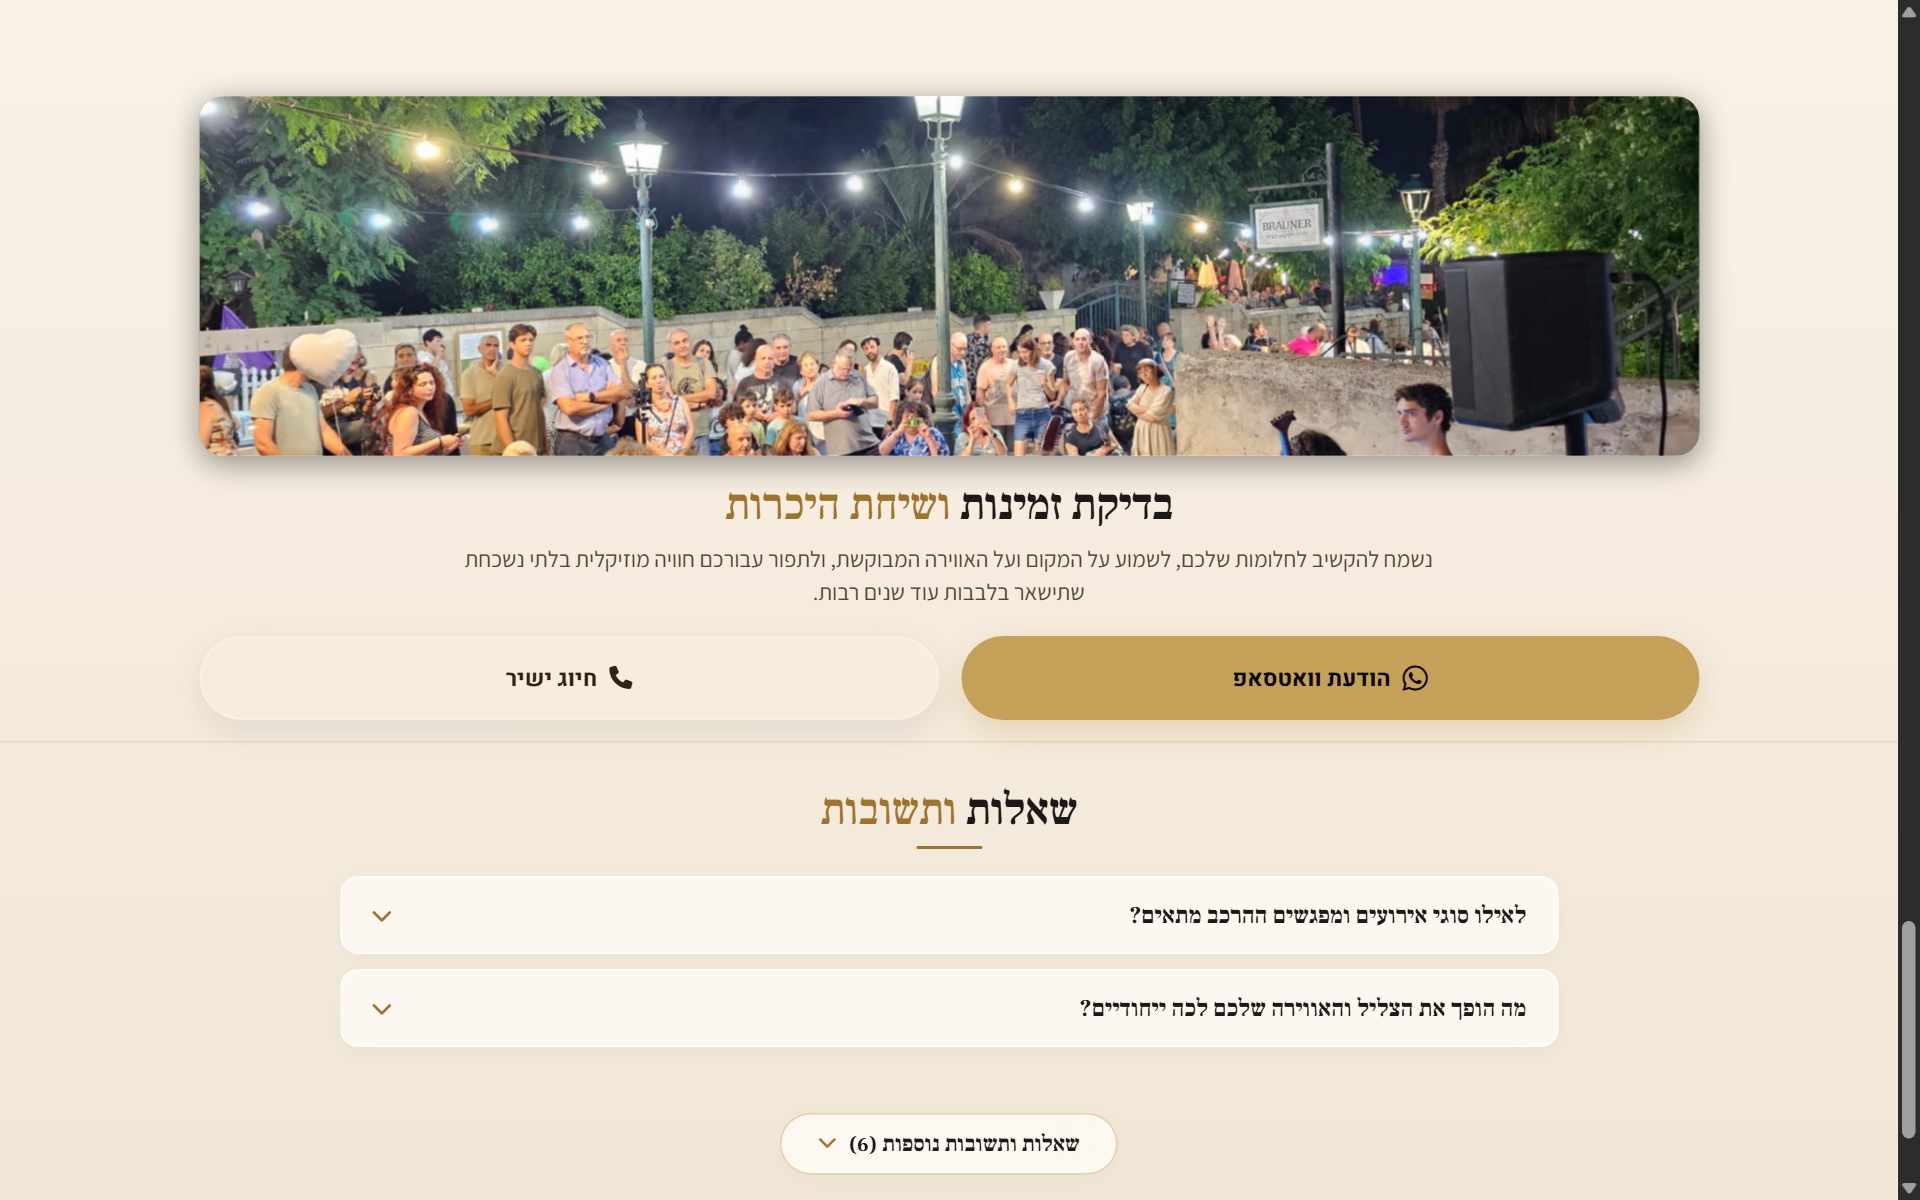 BRAUNER
בדיקת זמינות ושיחת היכרות
נשמח להקשיב לחלומות שלכם, לשמוע על המקום ועל האווירה המבוקשת, ולתפור עבורכם חוויה מוזיקלית בלתי נשכחת
שתישאר בלבבות עוד שנים רבות.
הודעת וואטסאפ
חיוג ישיר
שאלות ותשובות
לאילו סוגי אירועים ומפגשים ההרכב מתאים?
מה הופך את הצליל והאווירה שלכם לכה ייחודיים?
שאלות ותשובות נוספות (6)